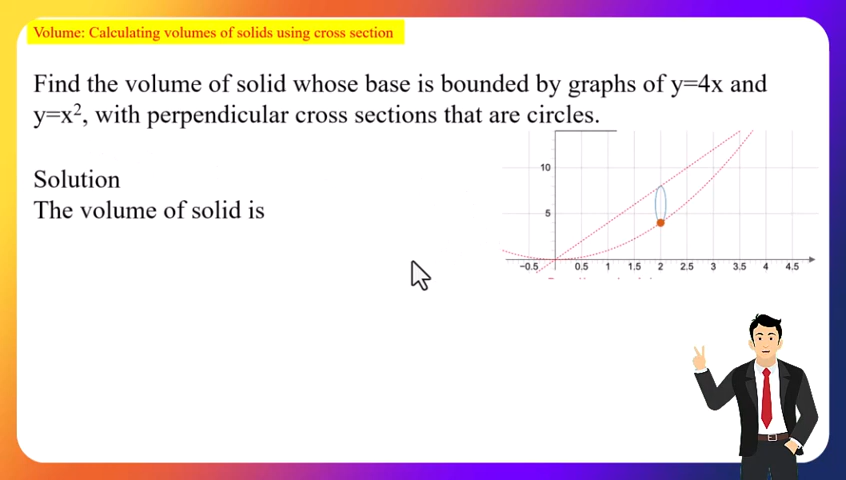 Volume: Calculating volumes of solids using cross section
Find the volume of solid whose base is bounded by graphs of y=4x and
y=x², with perpendicular cross sections that are circles.
Solution
The volume of solid is
10
5
−0.5 0.5 1 1.5 2 2.5 3 3.5 4 4.5